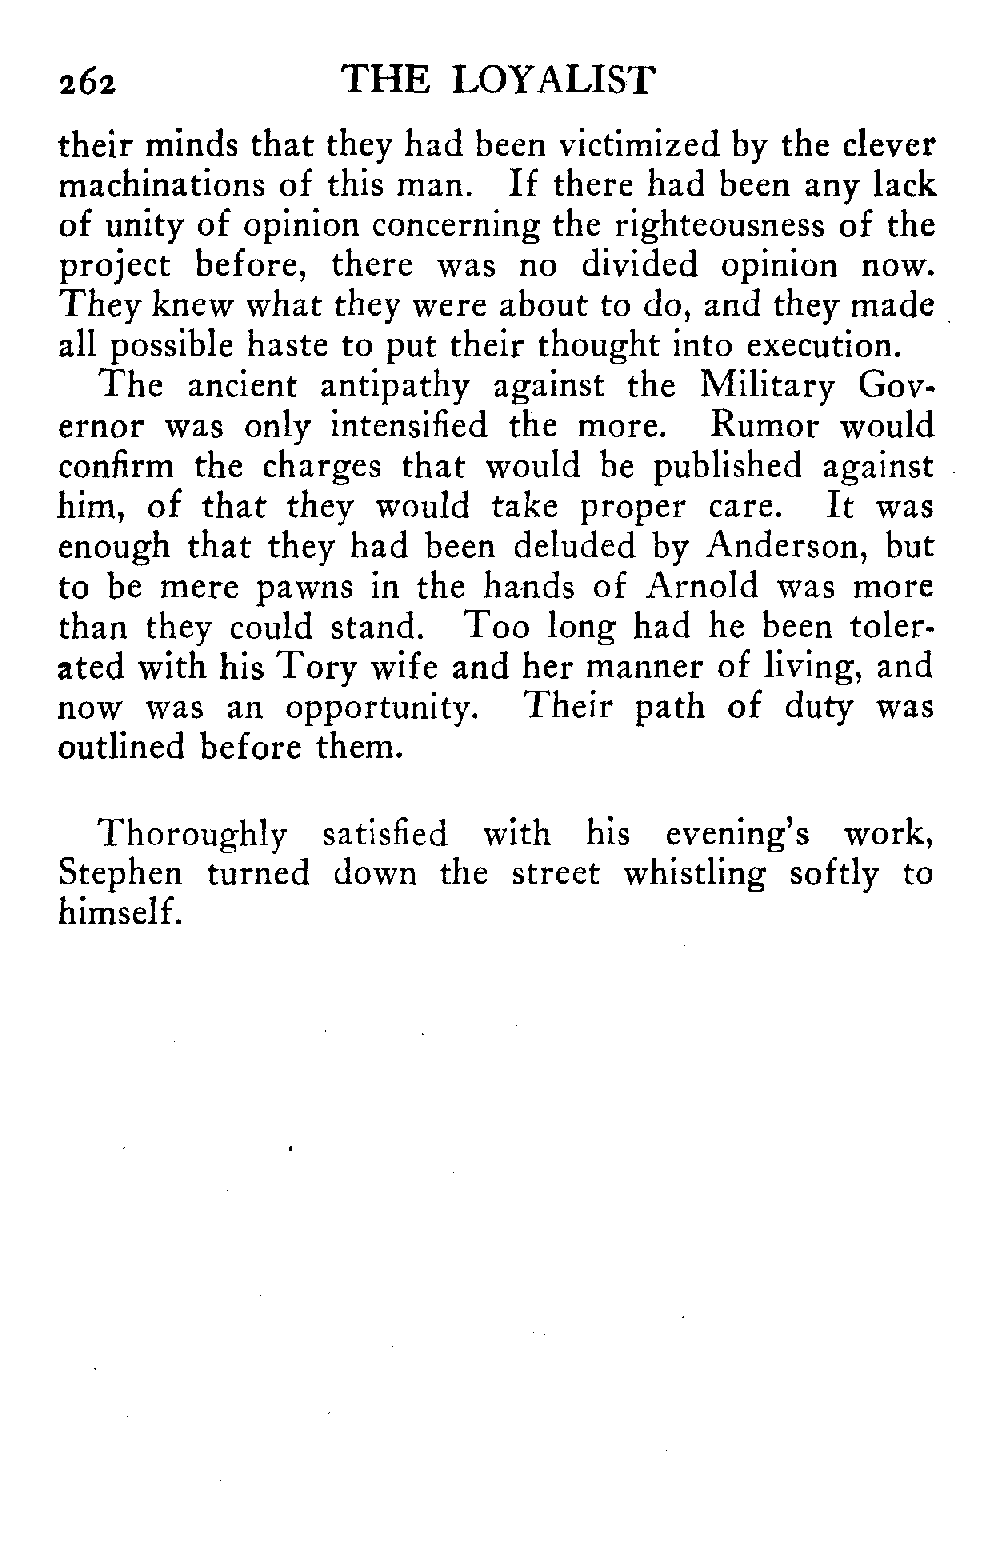 262 THE LOYALIST
their minds that they had been victimized by the clever
machinations of this man. If there had been any lack
of unity of opinion concerning the righteousness of the
project before, there was no divided opinion now.
They knew what they were about to do, and they made
all possible haste to put their thought into execution.
The ancient antipathy against the Military Gov-
ernor was only intensified the more. Rumor would
confirm the charges that would be published against
him, of that they would take proper care. It was
enough that they had been deluded by Anderson, but
to be mere pawns in the hands of Arnold was more
than they could stand. Too long had he been toler-
ated with his Tory wife and her manner of living, and
now was an opportunity. Their path of duty was
outlined before them.
Thoroughly satisfied with his evening's work,
Stephen turned down the street whistling softly to
himself.